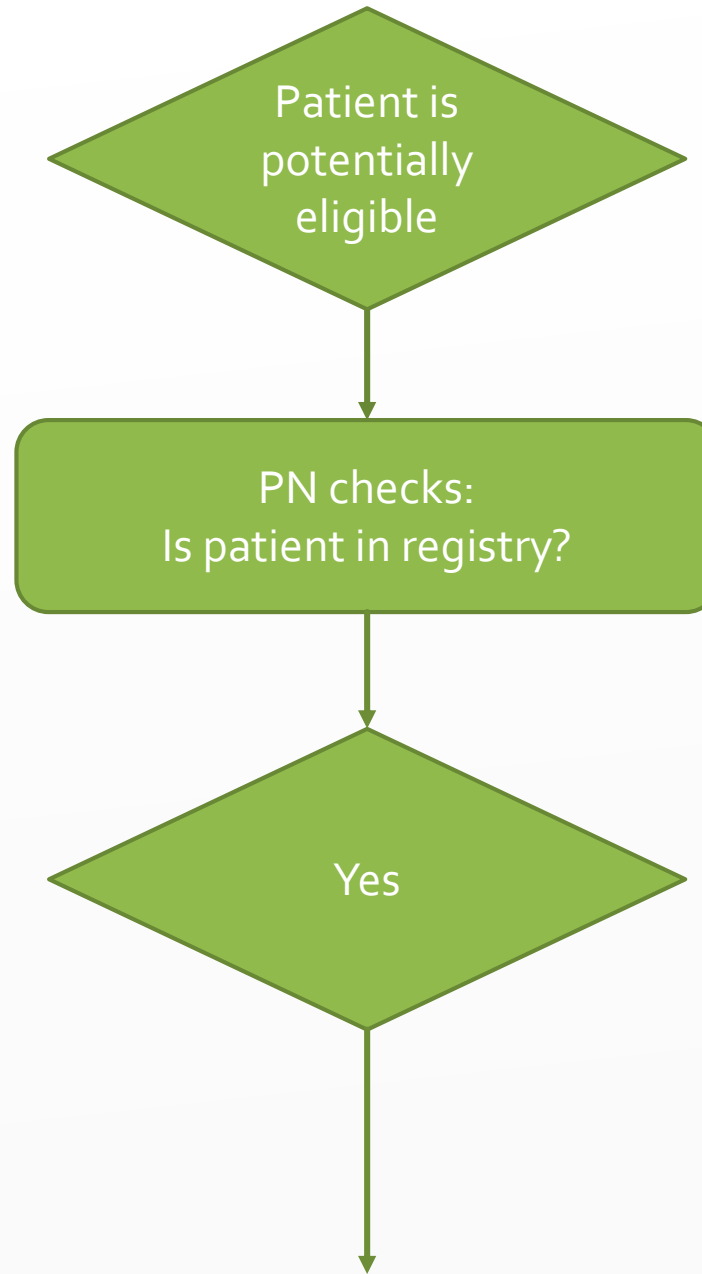 Patient is
potentially
eligible
PN checks:
Is patient in registry?
Yes